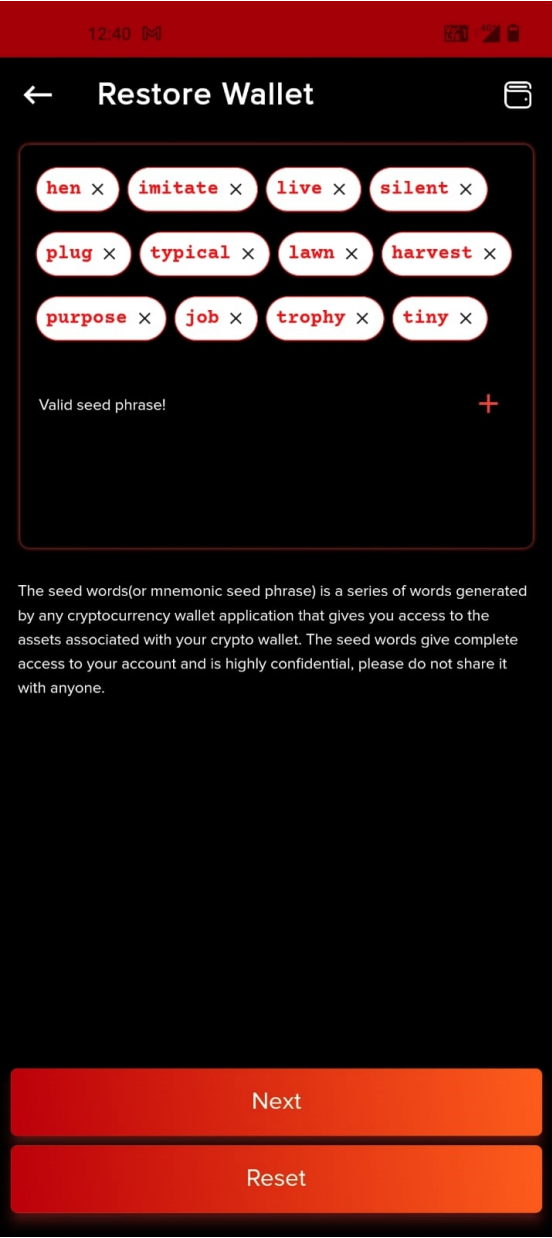 12:40
Restore Wallet
hen × imitate × live × silent ×
plug × typical × lawn × harvest ×
purpose × job × trophy × tiny ×
Valid seed phrase! +
The seed words(or mnemonic seed phrase) is a series of words generated
by any cryptocurrency wallet application that gives you access to the
assets associated with your crypto wallet. The seed words give complete
access to your account and is highly confidential, please do not share it
with anyone.
Next
Reset